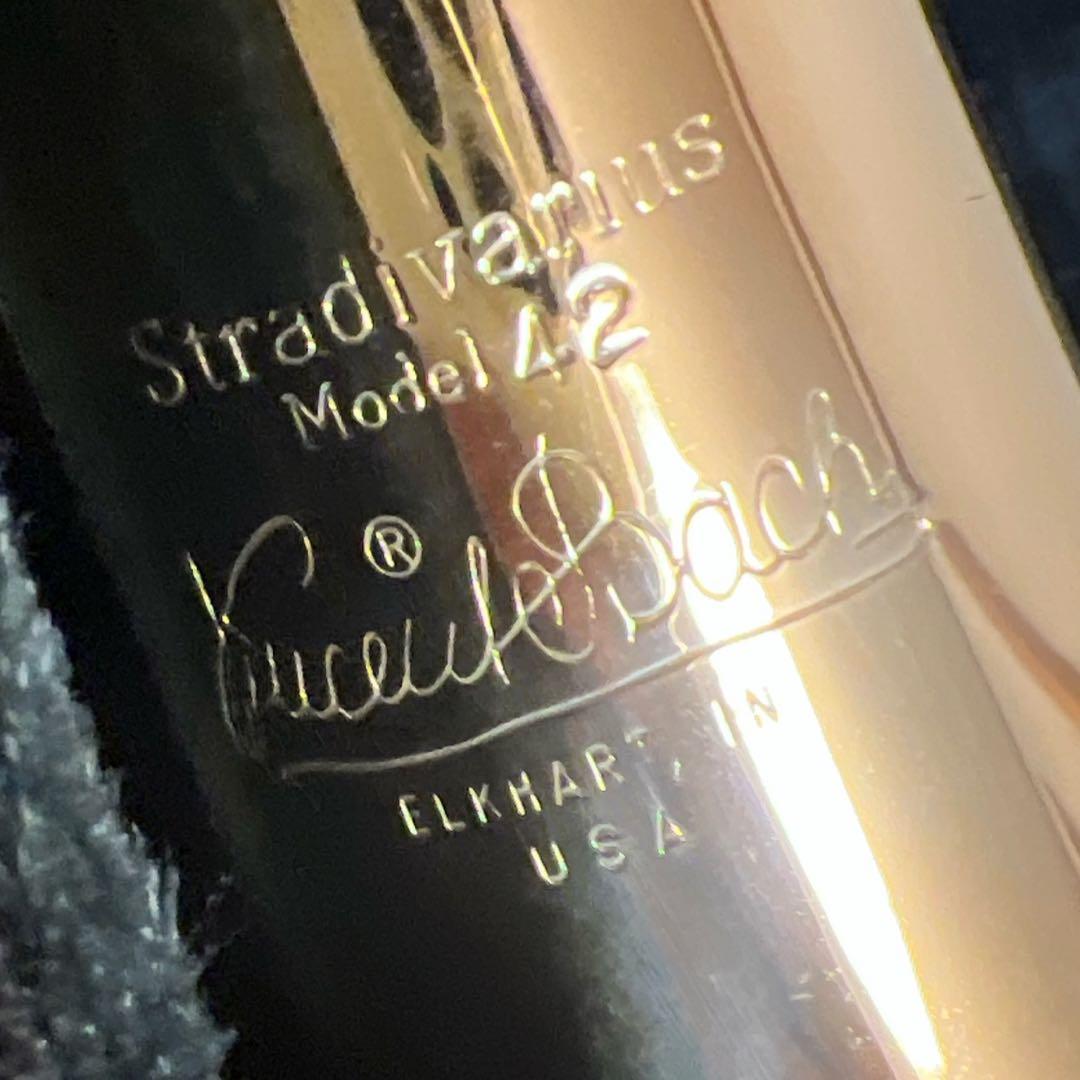 Stradivarius
Model 42
Vincent Bach
®
ELKHART, IN
USA